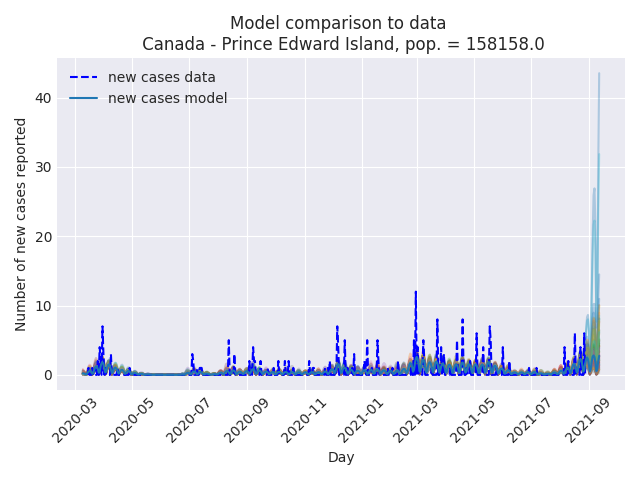 Model comparison to data
Canada - Prince Edward Island, pop. = 158158.0
new cases data
new cases model
Number of new cases reported
40
30
20
10
0
2020-03
2020-05
2020-07
2020-09
2020-11
2021-01
2021-03
2021-05
2021-07
2021-09
Day